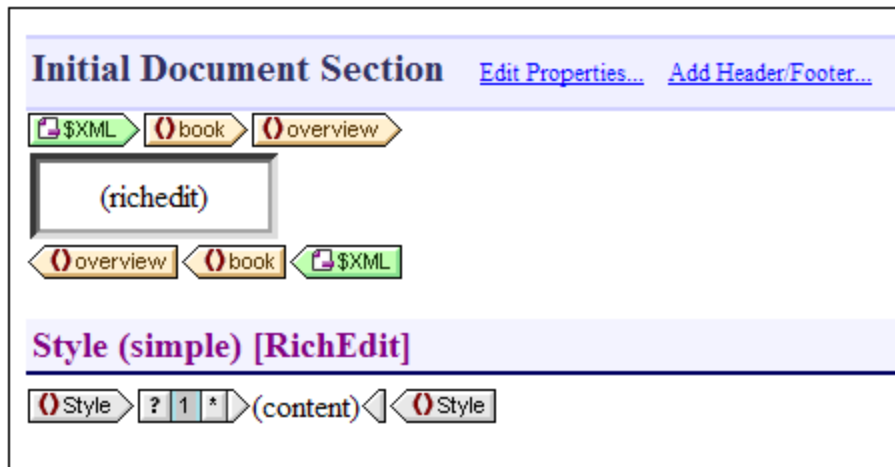 Initial Document Section Edit Properties... Add Header/Footer...
$XML ()book ()overview
(richedit)
()overview ()book $XML
Style (simple) [RichEdit]
()Style ? 1 * (content) ()Style